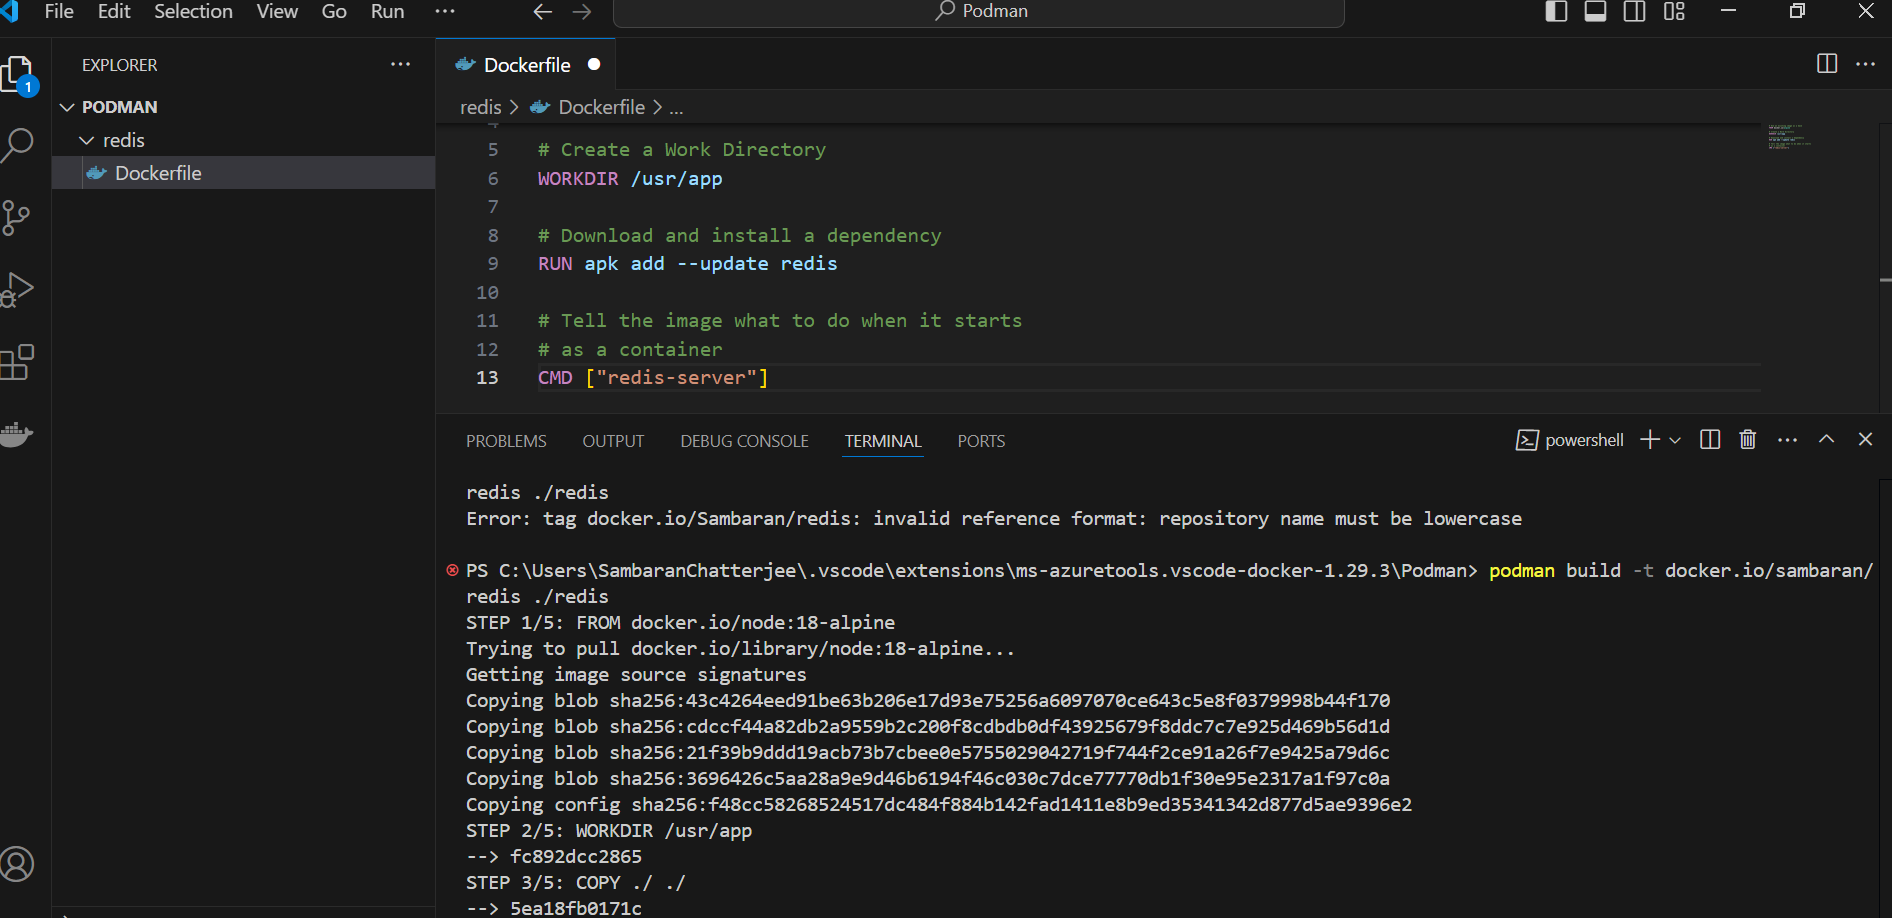 File Edit Selection View Go Run ...
Podman
EXPLORER
1
PODMAN
redis
Dockerfile
Dockerfile
redis > Dockerfile > ...
4
5 # Create a Work Directory
6 WORKDIR /usr/app
7
8 # Download and install a dependency
9 RUN apk add --update redis
10
11 # Tell the image what to do when it starts
12 # as a container
13 CMD ["redis-server"]
PROBLEMS OUTPUT DEBUG CONSOLE TERMINAL PORTS
powershell
redis ./redis
Error: tag docker.io/Sambaran/redis: invalid reference format: repository name must be lowercase
PS C:\Users\SambaranChatterjee\.vscode\extensions\ms-azuretools.vscode-docker-1.29.3\Podman> podman build -t docker.io/sambaran/
redis ./redis
STEP 1/5: FROM docker.io/node:18-alpine
Trying to pull docker.io/library/node:18-alpine...
Getting image source signatures
Copying blob sha256:43c4264eed91be63b206e17d93e75256a6097070ce643c5e8f0379998b44f170
Copying blob sha256:cdccf44a82db2a9559b2c200f8cdbdb0df43925679f8ddc7c7e925d469b56d1d
Copying blob sha256:21f39b9ddd19acb73b7cbee0e5755029042719f744f2ce91a26f7e9425a79d6c
Copying blob sha256:3696426c5aa28a9e9d46b6194f46c030c7dce77770db1f30e95e2317a1f97c0a
Copying config sha256:f48cc58268524517dc484f884b142fad1411e8b9ed35341342d877d5ae9396e2
STEP 2/5: WORKDIR /usr/app
--> fc892dcc2865
STEP 3/5: COPY ./ ./
--> 5ea18fb0171c